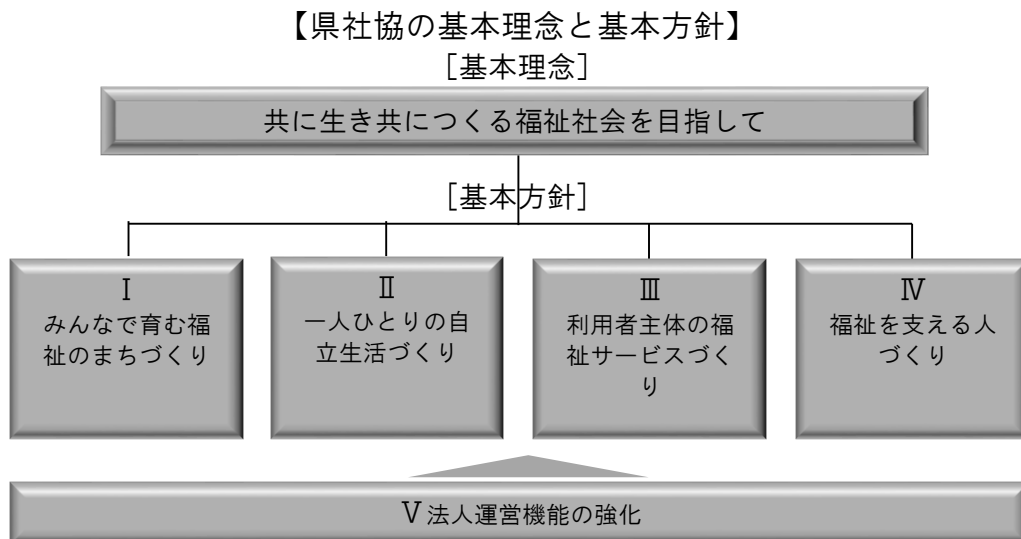 【県社協の基本理念と基本方針】
［基本理念］
共に生き共につくる福祉社会を目指して
［基本方針］
Ⅰ
みんなで育む福
祉のまちづくり
Ⅱ
一人ひとりの自
立生活づくり
Ⅲ
利用者主体の福
祉サービスづく
り
Ⅳ
福祉を支える人
づくり
Ⅴ法人運営機能の強化